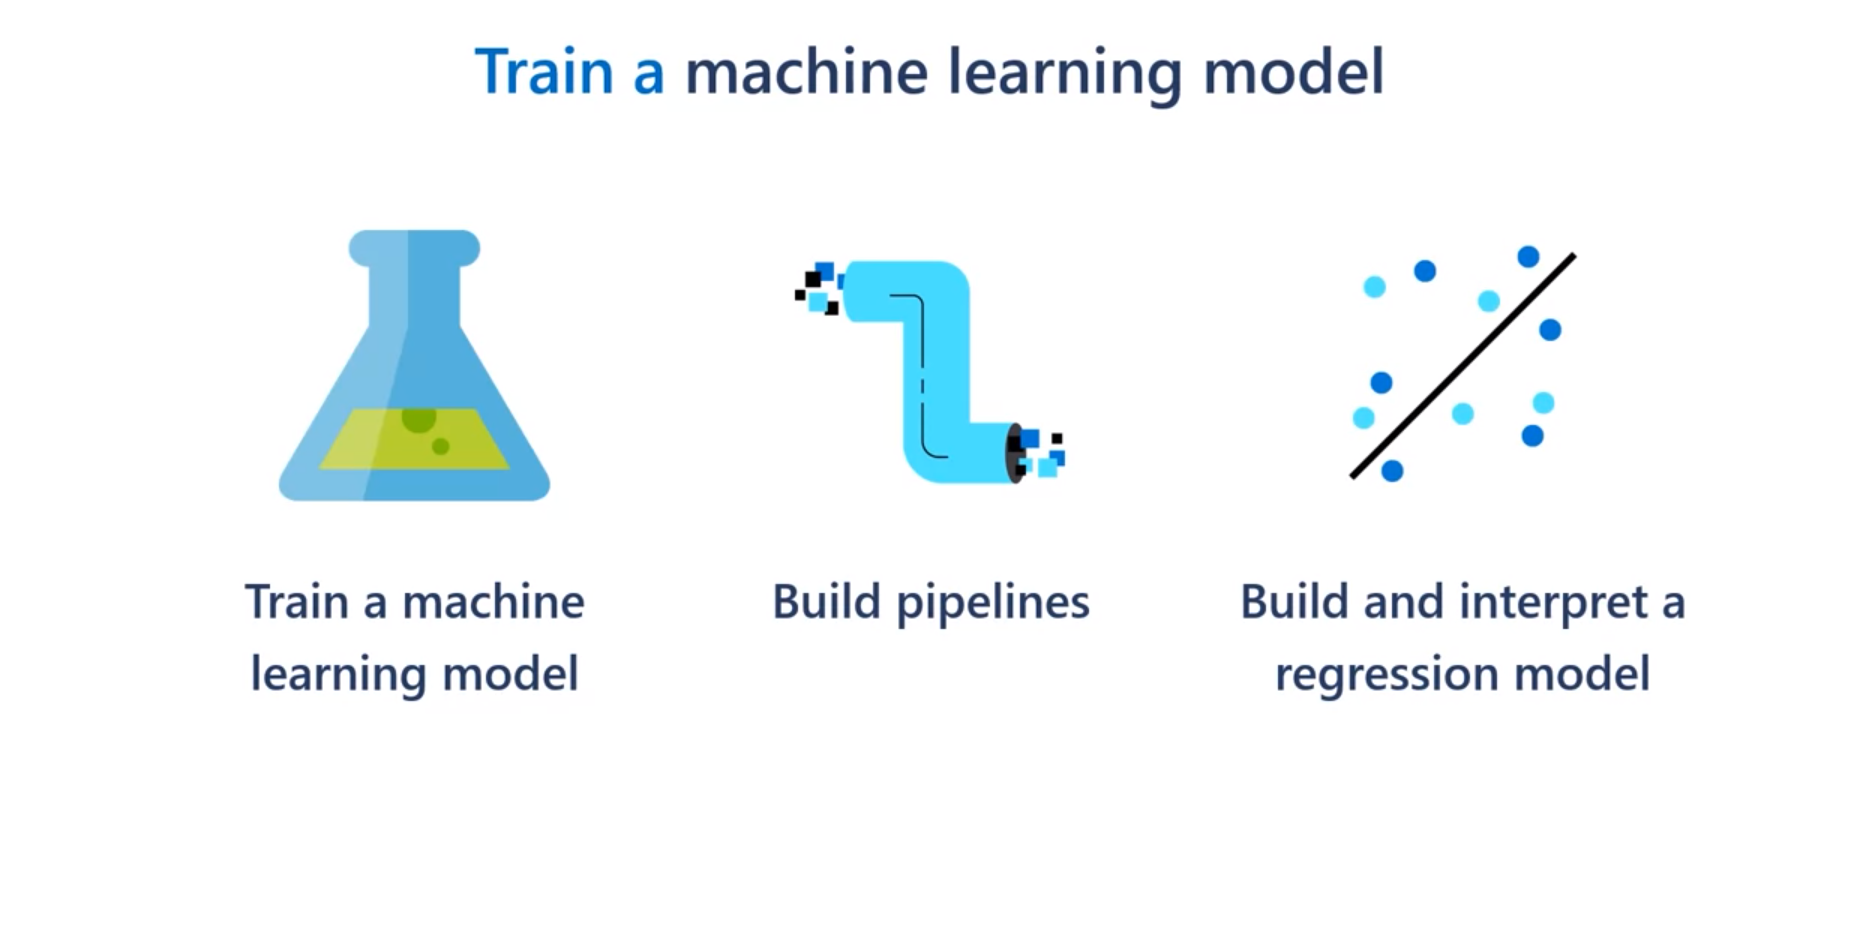 Train a machine learning model
Train a machine
learning model
Build pipelines
Build and interpret a
regression model